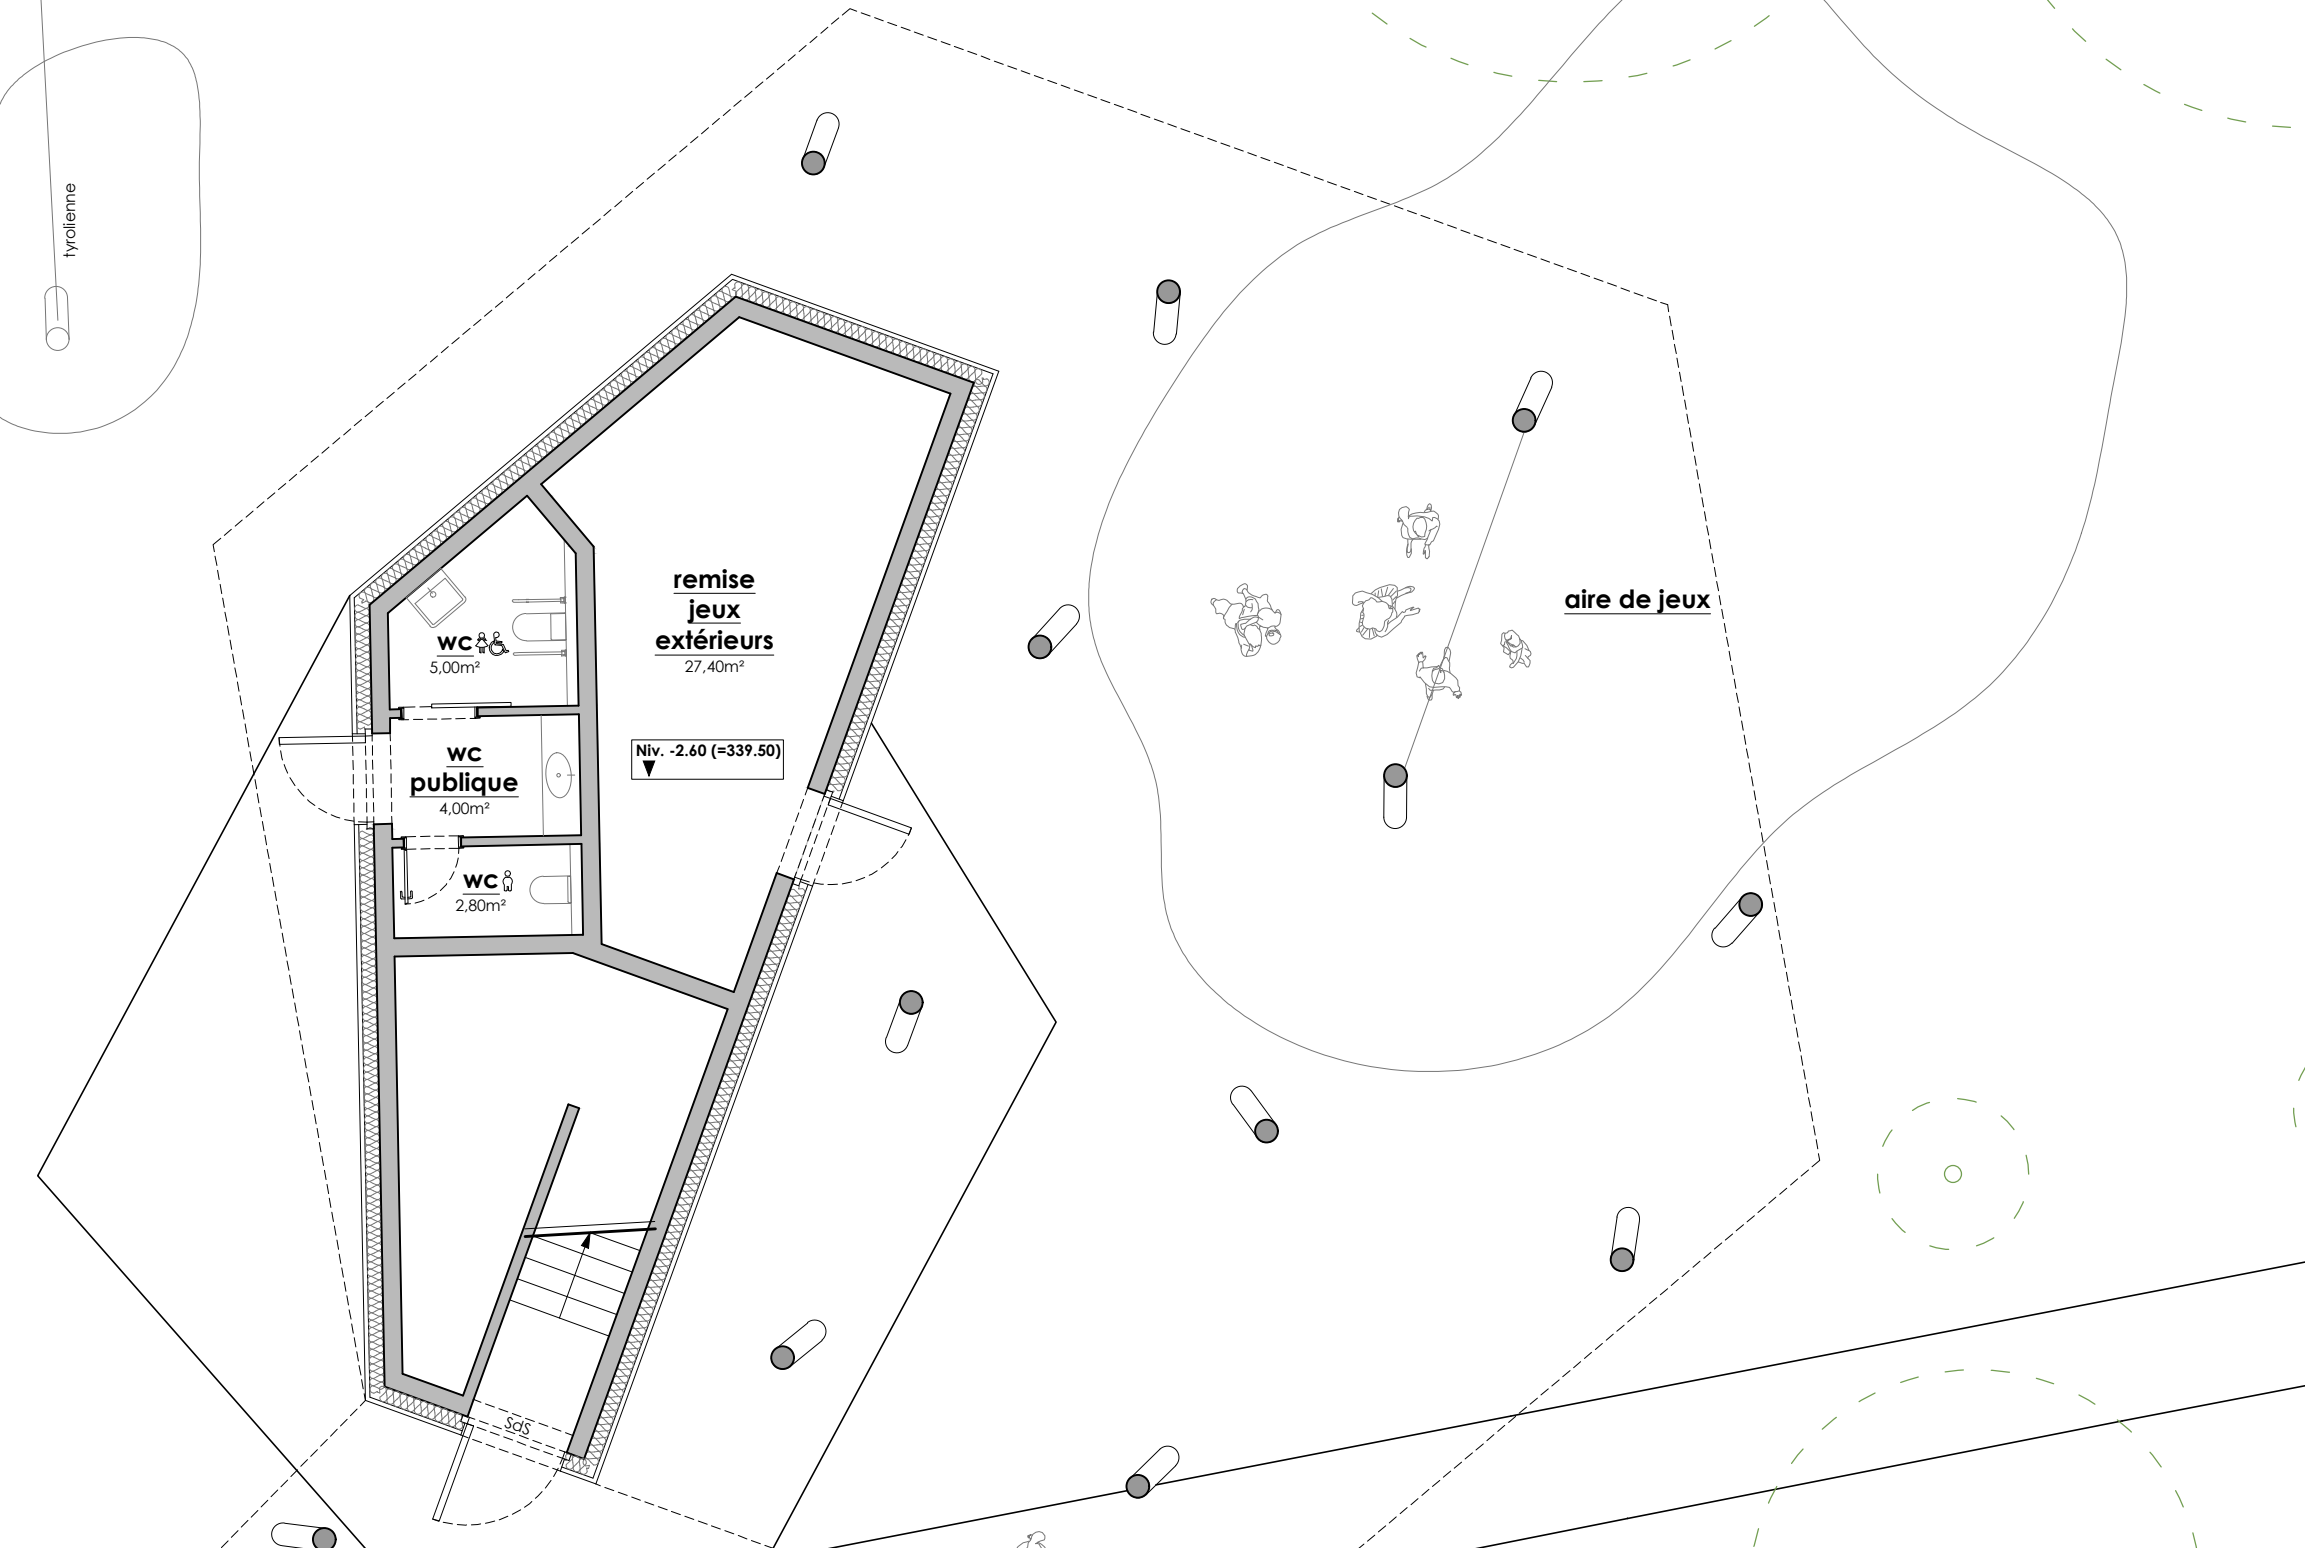 tyrolienne
remise
jeux
extérieurs
27,40m²
aire de jeux
wc
5,00m²
wc
publique
4,00m²
Niv. -2.60 (=339.50)
wc
2,80m²
SdS